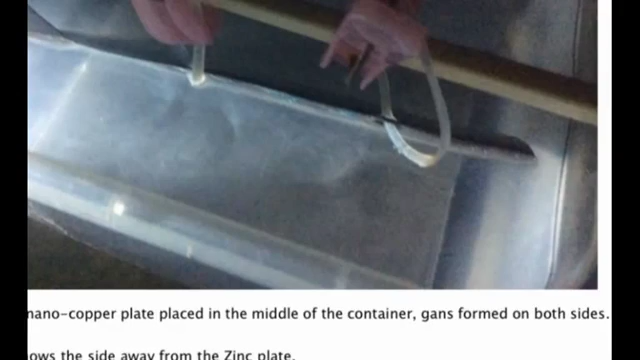 nano-copper plate placed in the middle of the container, gans formed on both sides.
ows the side away from the Zinc plate.